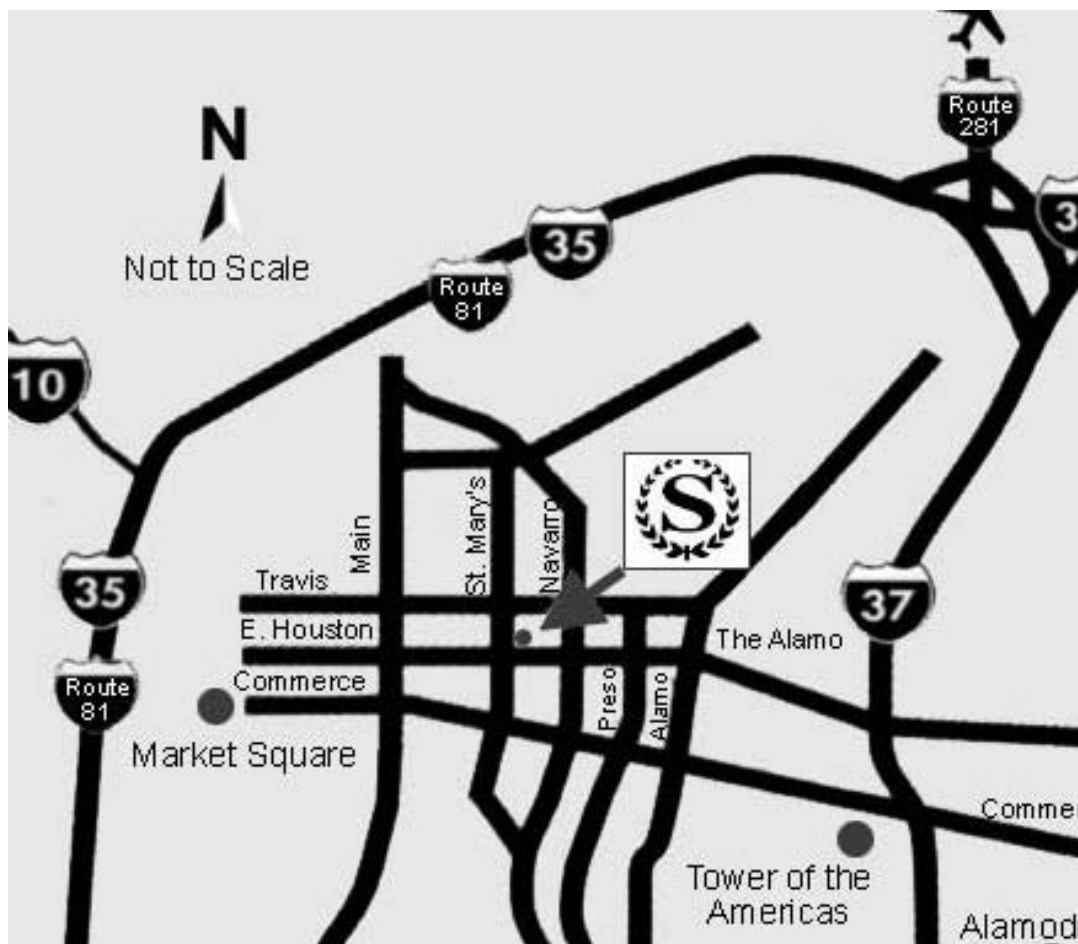 Route
281
N
3
35
Not to Scale
Route
81
10
S
St. Mary's
Navarro
Main
Travis
35
37
E. Houston
The Alamo
Commerce
Route
81
Preso
Alamo
Market Square
Comme
Tower of the
Americas
Alamod